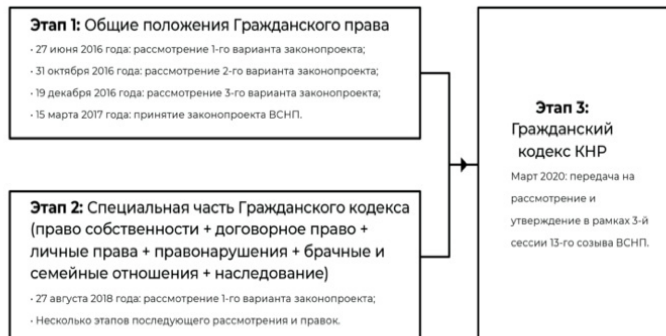 Этап 1: Общие положения Гражданского права
• 27 июня 2016 года: рассмотрение 1-го варианта законопроекта;
• 31 октября 2016 года: рассмотрение 2-го варианта законопроекта;
• 19 декабря 2016 года: рассмотрение 3-го варианта законопроекта;
• 15 марта 2017 года: принятие законопроекта ВСНП.
Этап 2: Специальная часть Гражданского кодекса
(право собственности + договорное право +
личные права + правонарушения + брачные и
семейные отношения + наследование)
• 27 августа 2018 года: рассмотрение 1-го варианта законопроекта;
• Несколько этапов последующего рассмотрения и правок.
Этап 3:
Гражданский
кодекс КНР
Март 2020: передача на
рассмотрение и
утверждение в рамках 3-й
сессии 13-го созыва ВСНП.